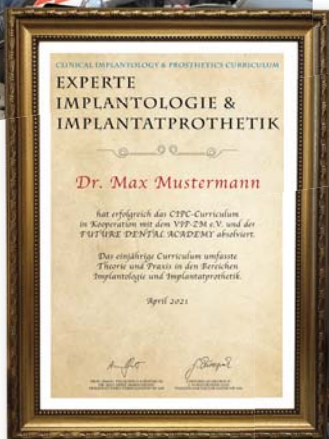 CLINICAL IMPLANTOLOGY & PROSTHETICS CURRICULUM
EXPERTE
IMPLANTOLOGIE &
IMPLANTATPROTHETIK
Dr. Max Mustermann
hat erfolgreich das CIPC-Curriculum
in Kooperation mit dem VIP-ZM e.V. und der
FUTURE DENTAL ACADEMY absolviert.
Das einjährige Curriculum umfasste
Theorie und Praxis in den Bereichen
Implantologie und Implantatprothetik.
April 2021